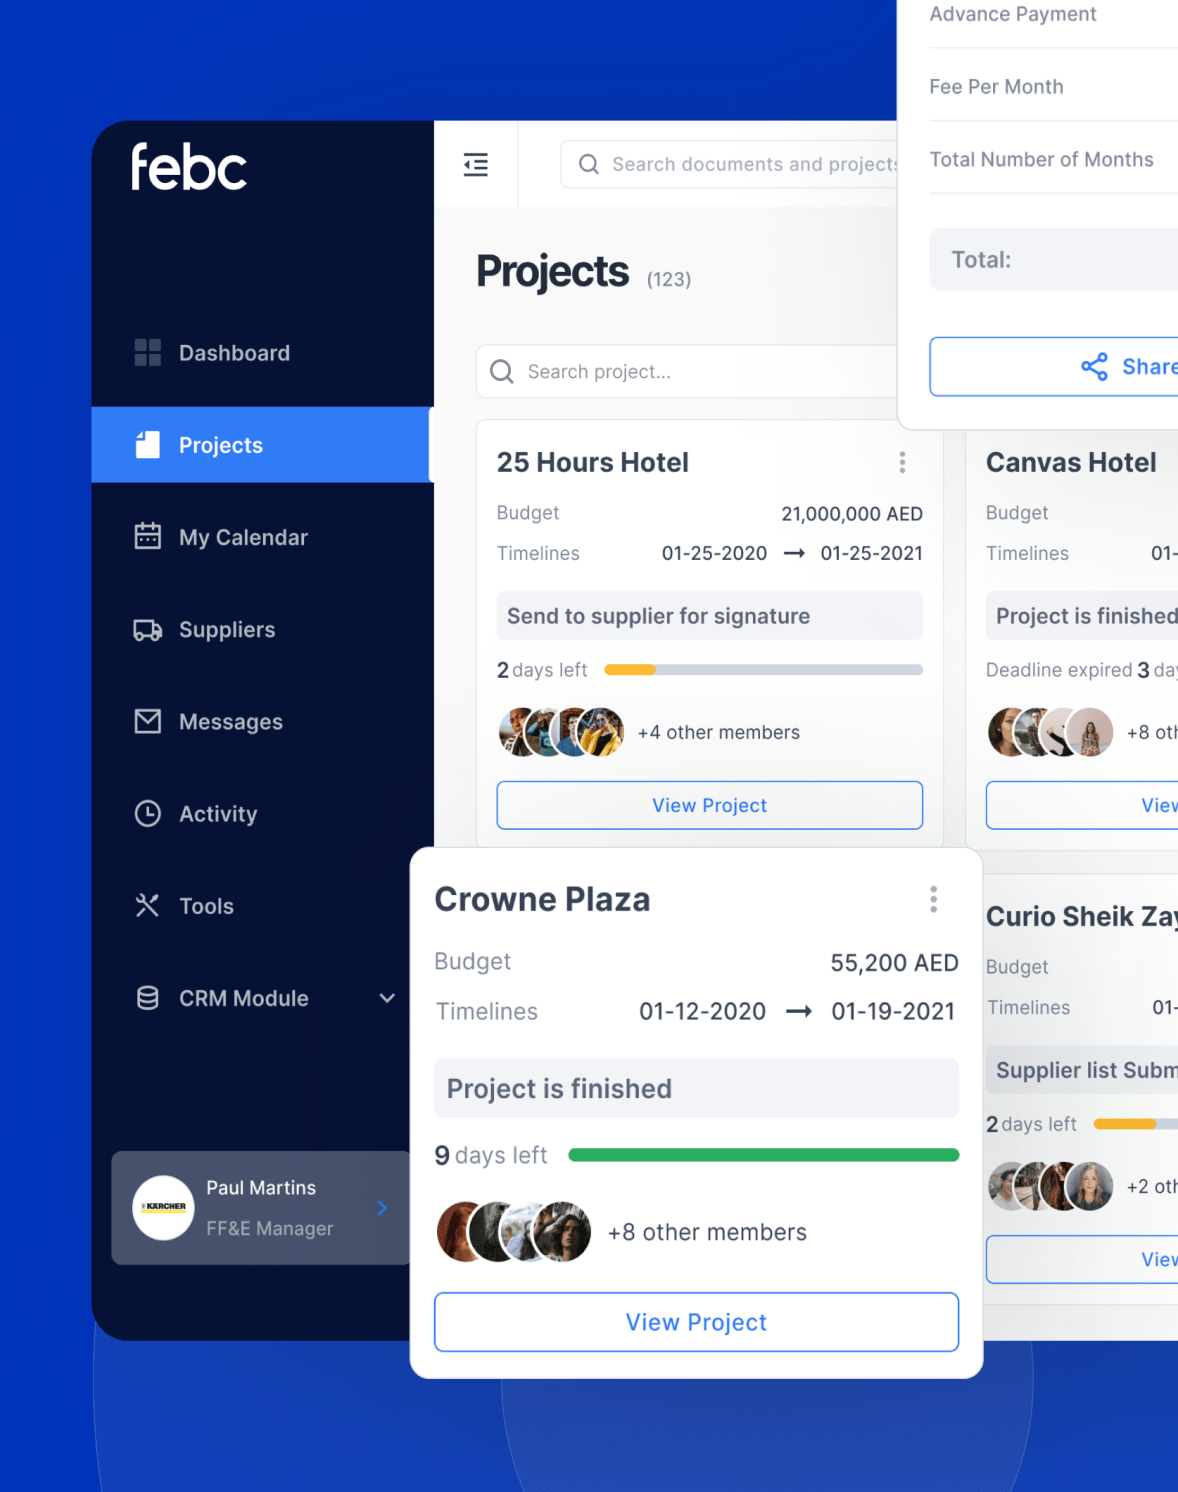 Advance Payment
Fee Per Month
Total Number of Months
Total:
Share
febc
Dashboard
Projects
My Calendar
Suppliers
Messages
Activity
Tools
CRM Module
KÄRCHER
Paul Martins
FF&E Manager
Search documents and projects
Projects (123)
Search project...
25 Hours Hotel
Budget 21,000,000 AED
Timelines 01-25-2020 → 01-25-2021
Send to supplier for signature
2 days left
+4 other members
View Project
Canvas Hotel
Budget
Timelines 01-
Project is finished
Deadline expired 3 day
+8 oth
View
Crowne Plaza
Budget 55,200 AED
Timelines 01-12-2020 → 01-19-2021
Project is finished
9 days left
+8 other members
View Project
Curio Sheik Zay
Budget
Timelines 01-
Supplier list Subm
2 days left
+2 oth
View